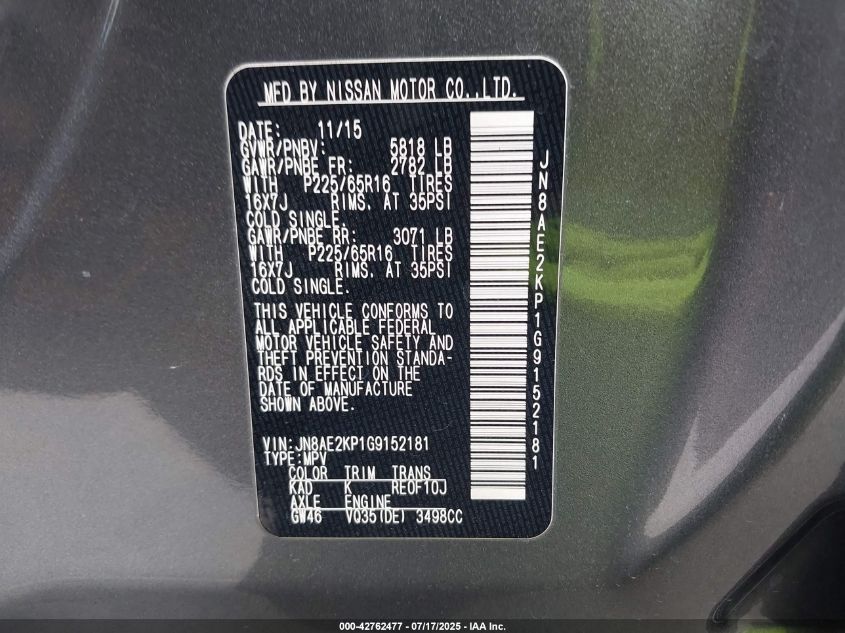 MFD BY NISSAN MOTOR CO.,LTD.
DATE: 11/15
GVWR/PNBV: 5818 LB
GAWR/PNBE FR: 2782 LB
WITH P225/65R16 TIRES
16X7J RIMS. AT 35PSI
COLD SINGLE.
GAWR/PNBE RR: 3071 LB
WITH P225/65R16 TIRES
16X7J RIMS. AT 35PSI
COLD SINGLE.
THIS VEHICLE CONFORMS TO
ALL APPLICABLE FEDERAL
MOTOR VEHICLE SAFETY AND
THEFT PREVENTION STANDA-
RDS IN EFFECT ON THE
DATE OF MANUFACTURE
SHOWN ABOVE.
VIN:JN8AE2KP1G9152181
TYPE:MPV
COLOR TRIM TRANS
KAD K RE0F10J
AXLE ENGINE
GW46 VQ35(DE) 3498CC
JN8AE2KP1G9152181
000-42762477 - 07/17/2025 - IAA Inc.